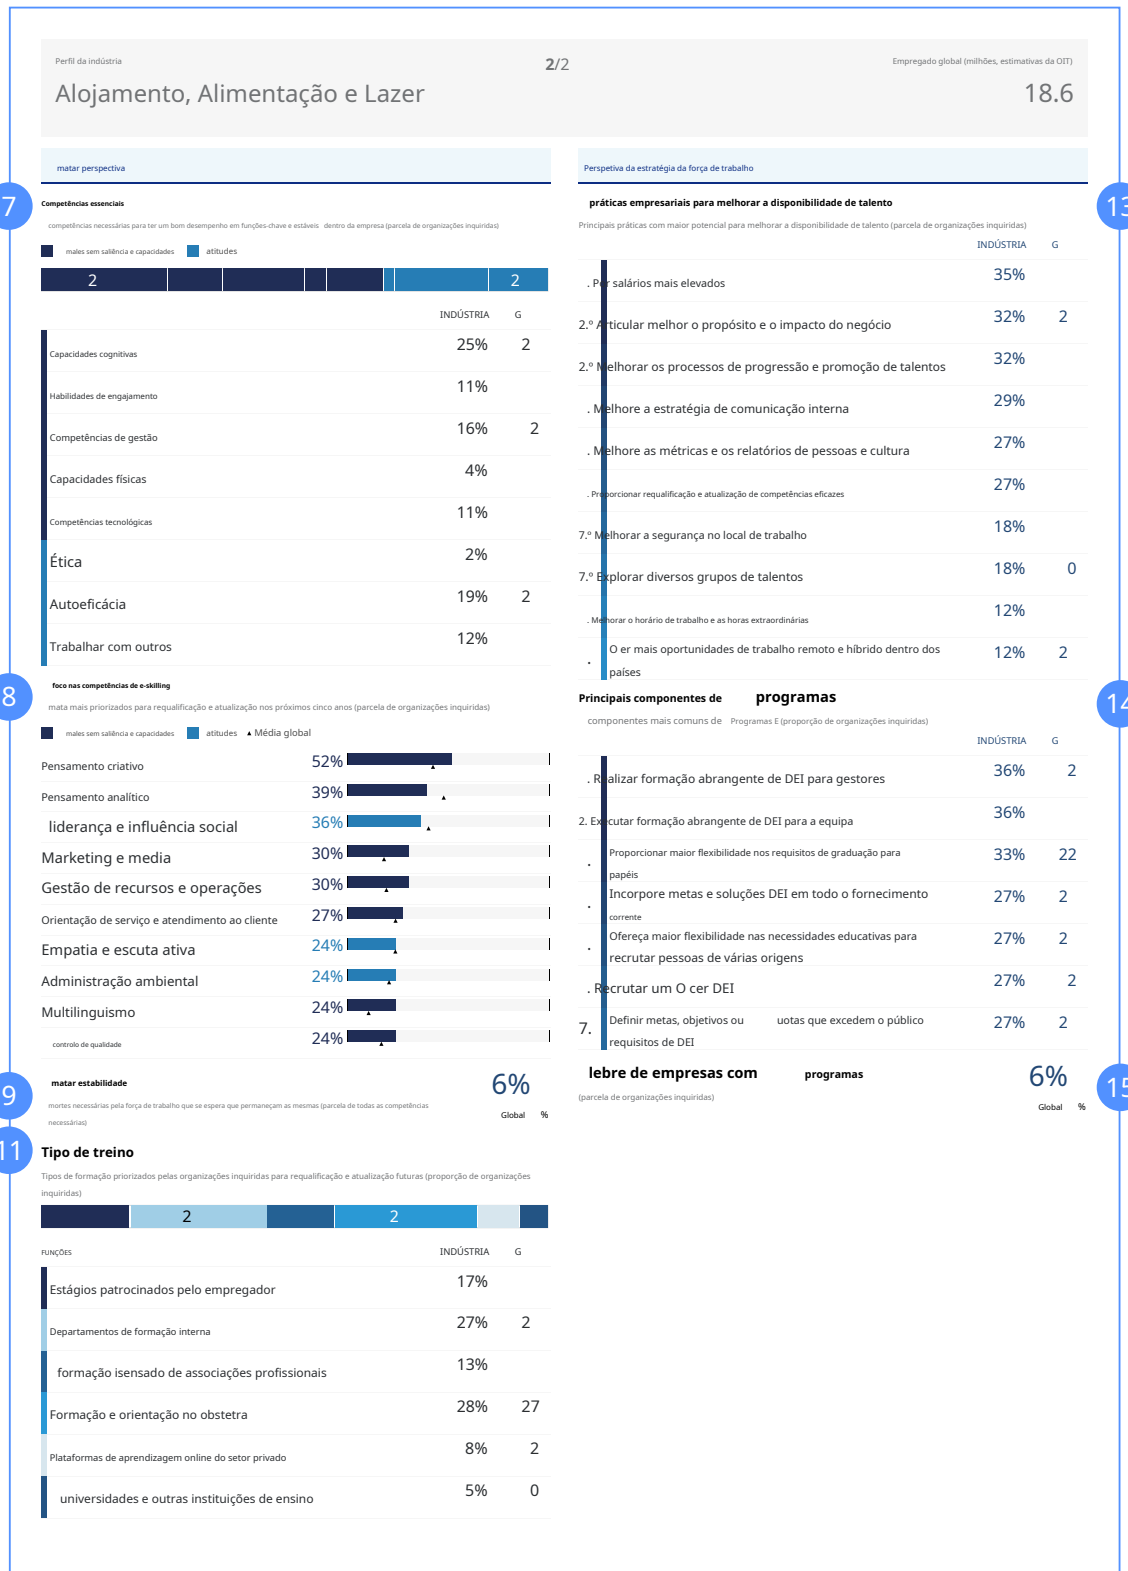 Perfil da indústria
2/2
Empregado global (milhões, estimativas da OIT)
Alojamento, Alimentação e Lazer
18.6
matar perspectiva
7
Competências essenciais
competências necessárias para ter um bom desempenho em funções-chave e estáveis dentro da empresa (parcela de organizações inquiridas)
males sem saliência e capacidades atitudes
2 2
INDÚSTRIA G
Capacidades cognitivas 25% 2
Habilidades de engajamento 11%
Competências de gestão 16% 2
Capacidades físicas 4%
Competências tecnológicas 11%
Ética 2%
Autoeficácia 19% 2
Trabalhar com outros 12%
8
foco nas competências de e-skilling
mata mais priorizados para requalificação e atualização nos próximos cinco anos (parcela de organizações inquiridas)
males sem saliência e capacidades atitudes ▲ Média global
Pensamento criativo 52%
Pensamento analítico 39%
liderança e influência social 36%
Marketing e media 30%
Gestão de recursos e operações 30%
Orientação de serviço e atendimento ao cliente 27%
Empatia e escuta ativa 24%
Administração ambiental 24%
Multilinguismo 24%
controlo de qualidade 24%
9
matar estabilidade 6%
mortes necessárias pela força de trabalho que se espera que permaneçam as mesmas (parcela de todas as competências
necessárias)
Global %
11
Tipo de treino
Tipos de formação priorizados pelas organizações inquiridas para requalificação e atualização futuras (proporção de organizações
inquiridas)
2 2
FUNÇÕES INDÚSTRIA G
Estágios patrocinados pelo empregador 17%
Departamentos de formação interna 27% 2
formação isensado de associações profissionais 13%
Formação e orientação no obstetra 28% 27
Plataformas de aprendizagem online do setor privado 8% 2
universidades e outras instituições de ensino 5% 0
Perspetiva da estratégia da força de trabalho
13
práticas empresariais para melhorar a disponibilidade de talento
Principais práticas com maior potencial para melhorar a disponibilidade de talento (parcela de organizações inquiridas)
INDÚSTRIA G
. Por salários mais elevados 35%
2.º Articular melhor o propósito e o impacto do negócio 32% 2
2.º Melhorar os processos de progressão e promoção de talentos 32%
. Melhore a estratégia de comunicação interna 29%
. Melhore as métricas e os relatórios de pessoas e cultura 27%
. Proporcionar requalificação e atualização de competências eficazes 27%
7.º Melhorar a segurança no local de trabalho 18%
7.º Explorar diversos grupos de talentos 18% 0
. Melhorar o horário de trabalho e as horas extraordinárias 12%
. O er mais oportunidades de trabalho remoto e híbrido dentro dos 12% 2
países
14
Principais componentes de programas
componentes mais comuns de Programas E (proporção de organizações inquiridas)
INDÚSTRIA G
. Realizar formação abrangente de DEI para gestores 36% 2
2. Executar formação abrangente de DEI para a equipa 36%
. Proporcionar maior flexibilidade nos requisitos de graduação para 33% 22
papéis
. Incorpore metas e soluções DEI em todo o fornecimento 27% 2
corrente
. Ofereça maior flexibilidade nas necessidades educativas para 27% 2
recrutar pessoas de várias origens
. Recrutar um O cer DEI 27% 2
7. Definir metas, objetivos ou uotas que excedem o público 27% 2
requisitos de DEI
15
lebre de empresas com programas 6%
(parcela de organizações inquiridas)
Global %